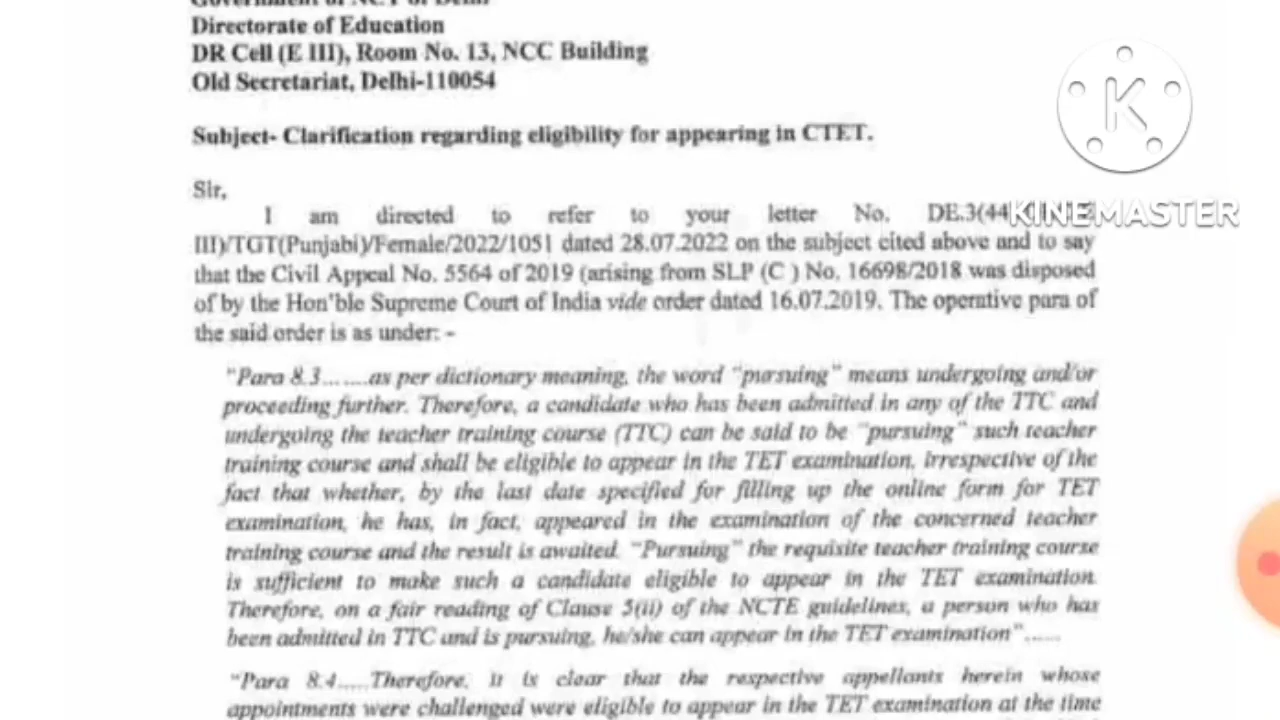 Government of NCT of Delhi
Directorate of Education
DR Cell (E III), Room No. 13, NCC Building
Old Secretariat, Delhi-110054
Subject- Clarification regarding eligibility for appearing in CTET.
Sir,
I am directed to refer to your letter No. DE.3(44
III)/TGT(Punjabi)/Female/2022/1051 dated 28.07.2022 on the subject cited above and to say
that the Civil Appeal No. 5564 of 2019 (arising from SLP (C ) No. 16698/2018 was disposed
of by the Hon'ble Supreme Court of India vide order dated 16.07.2019. The operative para of
the said order is as under: -
"Para 8.3.......as per dictionary meaning, the word "pursuing" means undergoing and/or
proceeding further. Therefore, a candidate who has been admitted in any of the TTC and
undergoing the teacher training course (TTC) can be said to be "pursuing" such teacher
training course and shall be eligible to appear in the TET examination, irrespective of the
fact that whether, by the last date specified for filling up the online form for TET
examination, he has, in fact, appeared in the examination of the concerned teacher
training course and the result is awaited. "Pursuing" the requisite teacher training course
is sufficient to make such a candidate eligible to appear in the TET examination.
Therefore, on a fair reading of Clause 5(ii) of the NCTE guidelines, a person who has
been admitted in TTC and is pursuing, he/she can appear in the TET examination"......
"Para 8.4.....Therefore, it is clear that the respective appellants herein whose
appointments were challenged were eligible to appear in the TET examination at the time
K
KINEMASTER